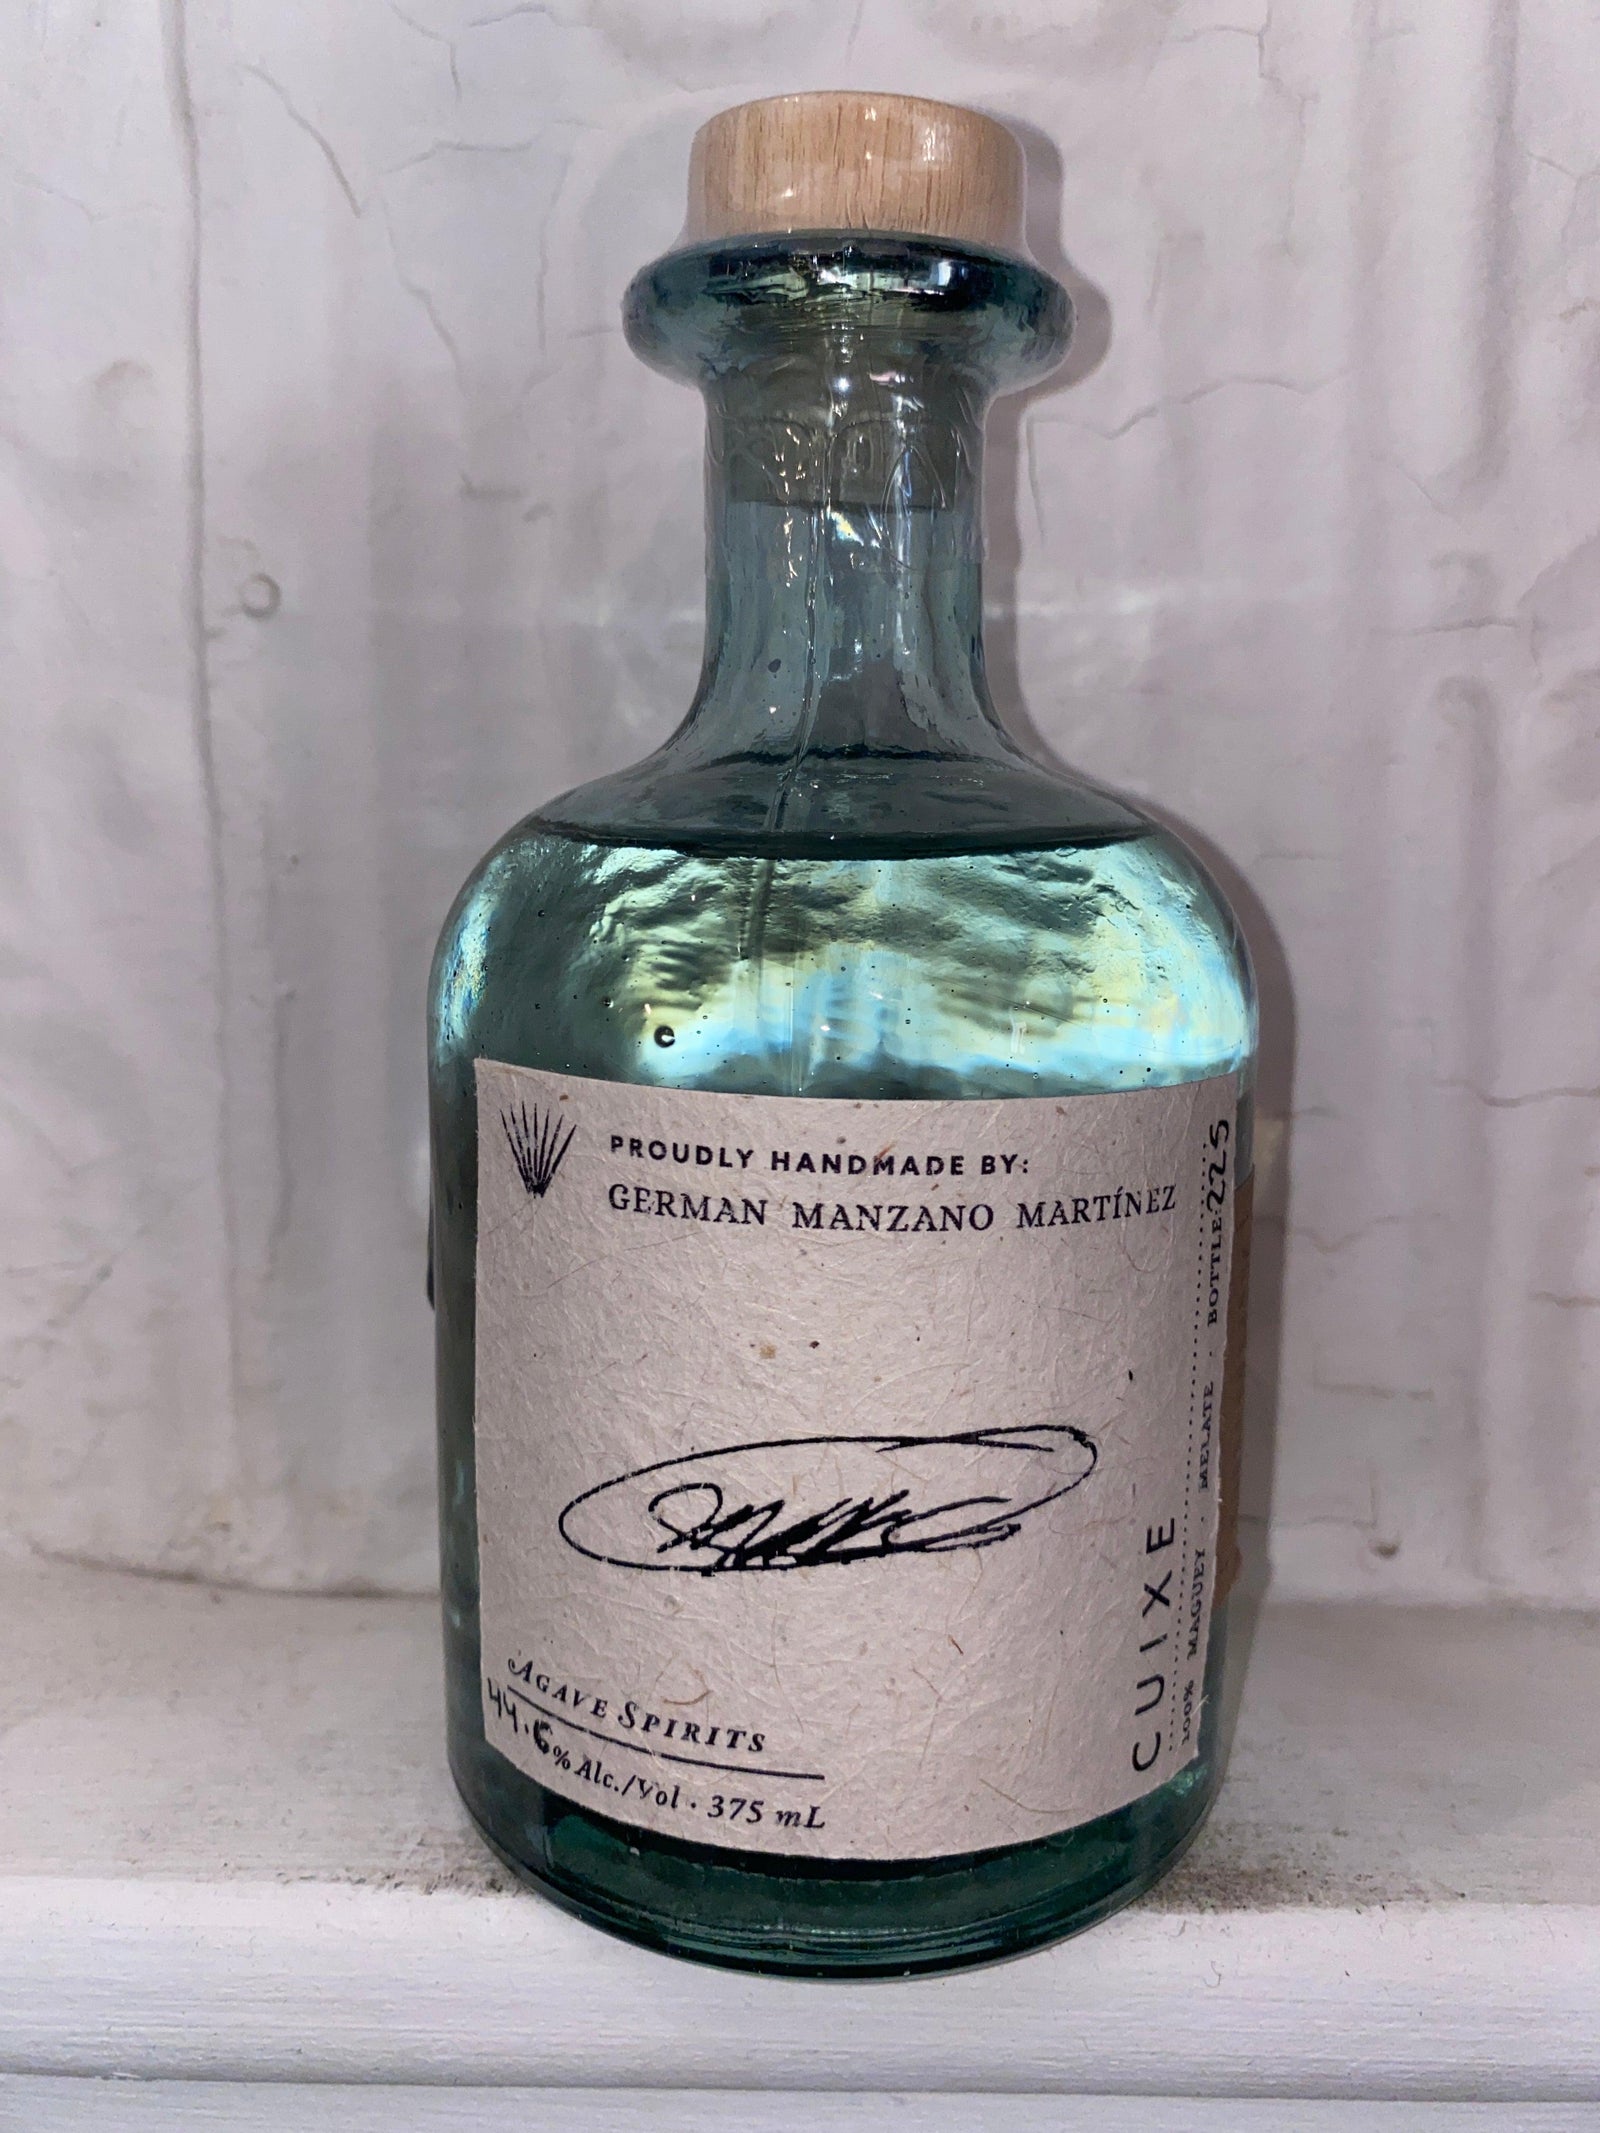 PROUDLY HANDMADE BY:
GERMAN MANZANO MARTÍNEZ
AGAVE SPIRITS
44.6% Alc./Vol · 375 mL
CUIXE
100% MAGUEY · MELATE · BOTTLE: 225